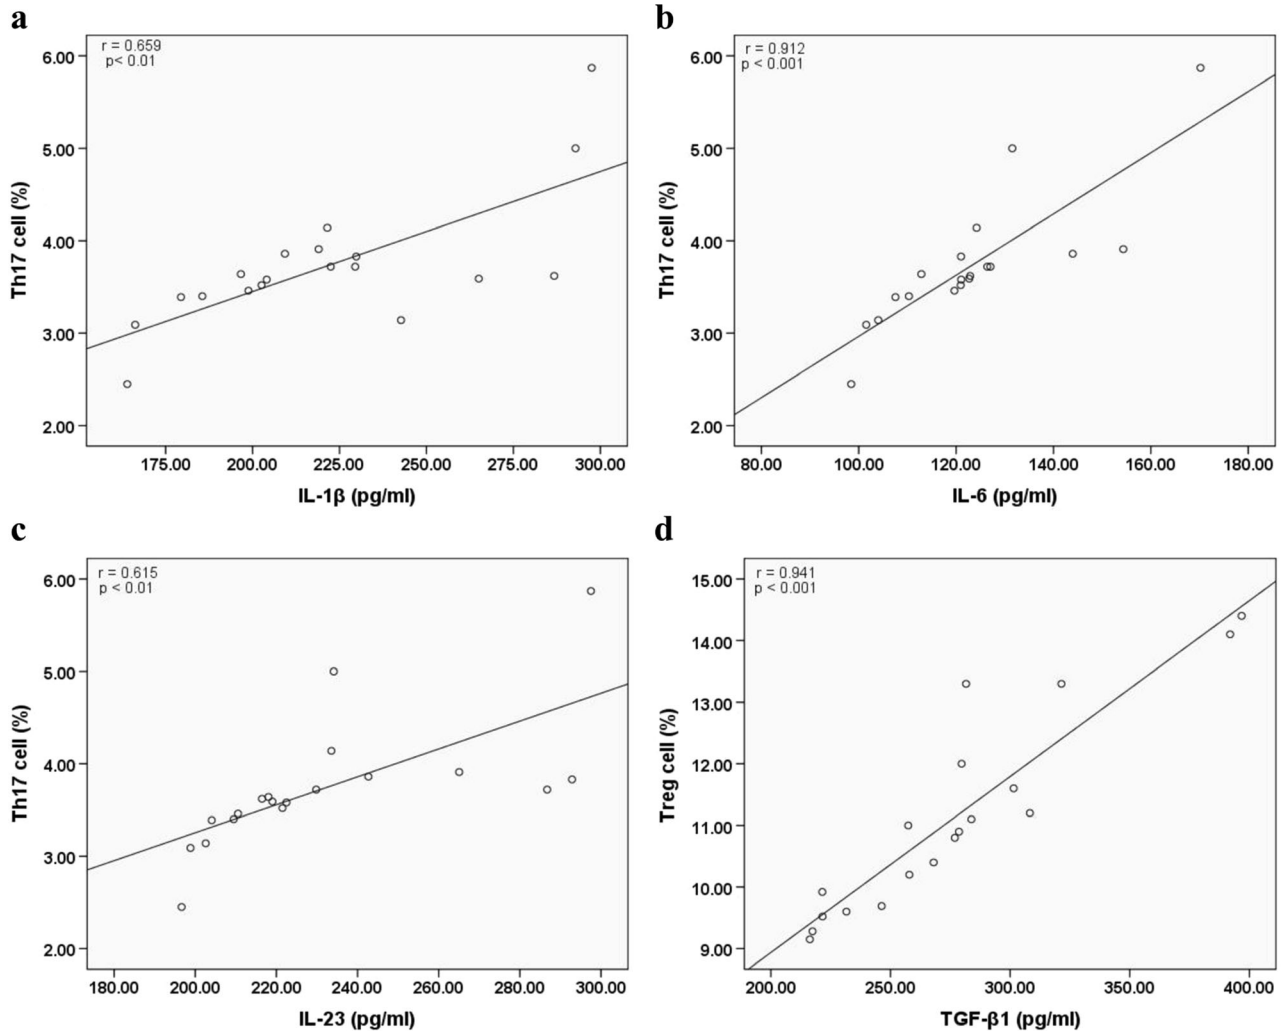 a
r = 0.659
p< 0.01
6.00
5.00
4.00
3.00
2.00
Th17 cell (%)
175.00 200.00 225.00 250.00 275.00 300.00
IL-1β (pg/ml)
b
r = 0.912
p < 0.001
6.00
5.00
4.00
3.00
2.00
Th17 cell (%)
80.00 100.00 120.00 140.00 160.00 180.00
IL-6 (pg/ml)
c
r = 0.615
p < 0.01
6.00
5.00
4.00
3.00
2.00
Th17 cell (%)
180.00 200.00 220.00 240.00 260.00 280.00 300.00
IL-23 (pg/ml)
d
r = 0.941
p < 0.001
15.00
14.00
13.00
12.00
11.00
10.00
9.00
Treg cell (%)
200.00 250.00 300.00 350.00 400.00
TGF-β1 (pg/ml)